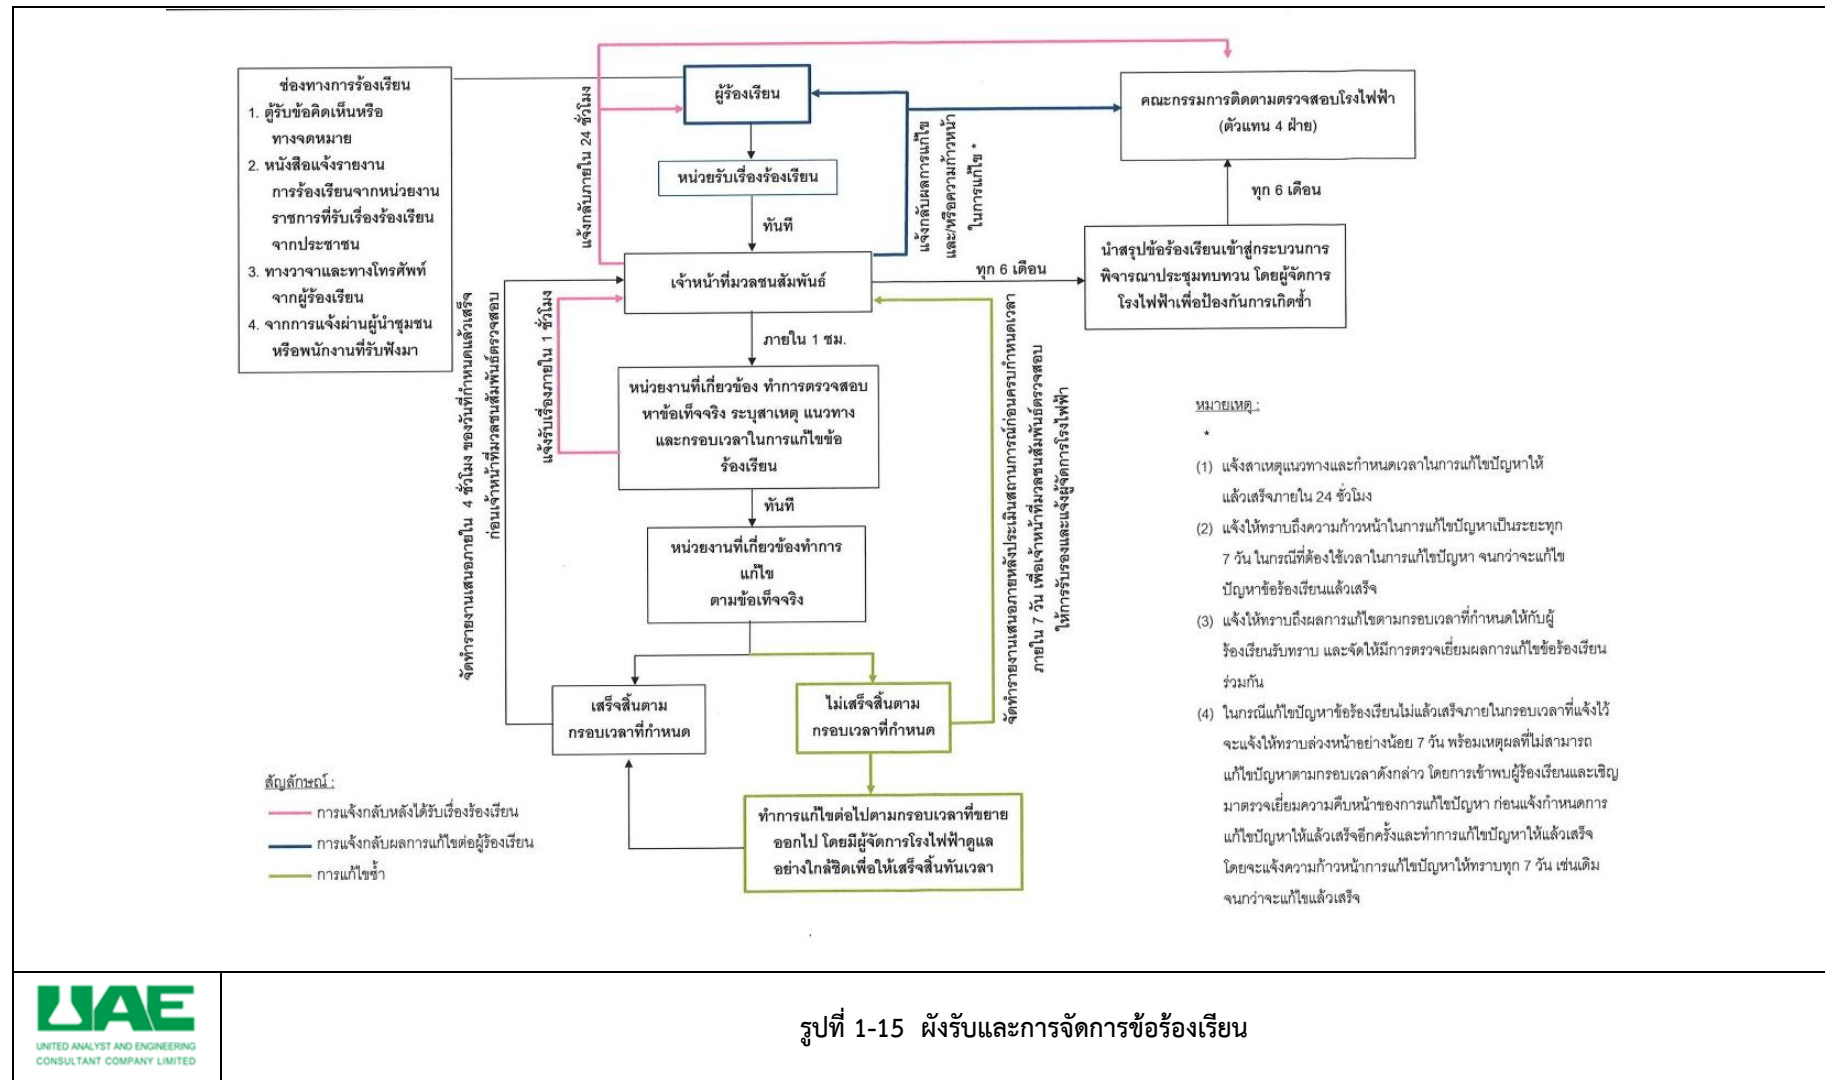 ช่องทางการร้องเรียน
1. ตู้รับข้อคิดเห็นหรือ
ทางจดหมาย
2. หนังสือแจ้งรายงาน
การร้องเรียนจากหน่วยงาน
ราชการที่รับเรื่องร้องเรียน
จากประชาชน
3. ทางวาจาและทางโทรศัพท์
จากผู้ร้องเรียน
4. จากการแจ้งผ่านผู้นำชุมชน
หรือพนักงานที่รับฟังมา
ผู้ร้องเรียน
หน่วยรับเรื่องร้องเรียน
ทันที
เจ้าหน้าที่มวลชนสัมพันธ์
ภายใน 1 ชม.
หน่วยงานที่เกี่ยวข้อง ทำการตรวจสอบ
หาข้อเท็จจริง ระบุสาเหตุ แนวทาง
และกรอบเวลาในการแก้ไขข้อ
ร้องเรียน
ทันที
หน่วยงานที่เกี่ยวข้องทำการ
แก้ไข
ตามข้อเท็จจริง
เสร็จสิ้นตาม
กรอบเวลาที่กำหนด
ไม่เสร็จสิ้นตาม
กรอบเวลาที่กำหนด
ทำการแก้ไขต่อไปตามกรอบเวลาที่ขยาย
ออกไป โดยมีผู้จัดการโรงไฟฟ้าดูแล
อย่างใกล้ชิดเพื่อให้เสร็จสิ้นทันเวลา
แจ้งกลับภายใน 24 ชั่วโมง
แจ้งรับเรื่องภายใน 1 ชั่วโมง
จัดทำรายงานเสนอภายใน 4 ชั่วโมง ของวันที่กำหนดแล้วเสร็จ
ก่อนเจ้าหน้าที่มวลชนสัมพันธ์ตรวจสอบ
แจ้งกลับผลการแก้ไข
และ/หรือความก้าวหน้า
ในการแก้ไข *
จัดทำรายงานเสนอภายหลังประเมินสถานการณ์ก่อนครบกำหนดเวลา
ภายใน 7 วัน เพื่อเจ้าหน้าที่มวลชนสัมพันธ์ตรวจสอบ
ให้การรับรองและแจ้งผู้จัดการโรงไฟฟ้า
คณะกรรมการติดตามตรวจสอบโรงไฟฟ้า
(ตัวแทน 4 ฝ่าย)
ทุก 6 เดือน
ทุก 6 เดือน
นำสรุปข้อร้องเรียนเข้าสู่กระบวนการ
พิจารณาประชุมทบทวน โดยผู้จัดการ
โรงไฟฟ้าเพื่อป้องกันการเกิดซ้ำ
หมายเหตุ :
*
(1) แจ้งสาเหตุแนวทางและกำหนดเวลาในการแก้ไขปัญหาให้
แล้วเสร็จภายใน 24 ชั่วโมง
(2) แจ้งให้ทราบถึงความก้าวหน้าในการแก้ไขปัญหาเป็นระยะทุก
7 วัน ในกรณีที่ต้องใช้เวลาในการแก้ไขปัญหา จนกว่าจะแก้ไข
ปัญหาข้อร้องเรียนแล้วเสร็จ
(3) แจ้งให้ทราบถึงผลการแก้ไขตามกรอบเวลาที่กำหนดให้กับผู้
ร้องเรียนรับทราบ และจัดให้มีการตรวจเยี่ยมผลการแก้ไขข้อร้องเรียน
ร่วมกัน
(4) ในกรณีแก้ไขปัญหาข้อร้องเรียนไม่แล้วเสร็จภายในกรอบเวลาที่แจ้งไว้
จะแจ้งให้ทราบล่วงหน้าอย่างน้อย 7 วัน พร้อมเหตุผลที่ไม่สามารถ
แก้ไขปัญหาตามกรอบเวลาดังกล่าว โดยการเข้าพบผู้ร้องเรียนและเชิญ
มาตรวจเยี่ยมความคืบหน้าของการแก้ไขปัญหา ก่อนแจ้งกำหนดการ
แก้ไขปัญหาให้แล้วเสร็จอีกครั้งและทำการแก้ไขปัญหาให้แล้วเสร็จ
โดยจะแจ้งความก้าวหน้าการแก้ไขปัญหาให้ทราบทุก 7 วัน เช่นเดิม
จนกว่าจะแก้ไขแล้วเสร็จ
สัญลักษณ์ :
การแจ้งกลับหลังได้รับเรื่องร้องเรียน
การแจ้งกลับผลการแก้ไขต่อผู้ร้องเรียน
การแก้ไขซ้ำ
UAE
UNITED ANALYST AND ENGINEERING
CONSULTANT COMPANY LIMITED
รูปที่ 1-15 ผังรับและการจัดการข้อร้องเรียน